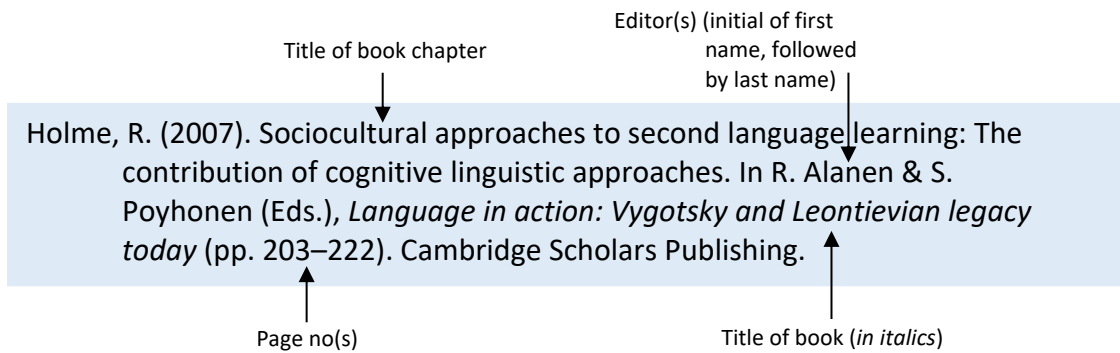 Editor(s) (initial of first
name, followed
by last name)
Title of book chapter
Holme, R. (2007). Sociocultural approaches to second language learning: The
contribution of cognitive linguistic approaches. In R. Alanen & S.
Poyhonen (Eds.), Language in action: Vygotsky and Leontievian legacy
today (pp. 203–222). Cambridge Scholars Publishing.
Page no(s)
Title of book (in italics)